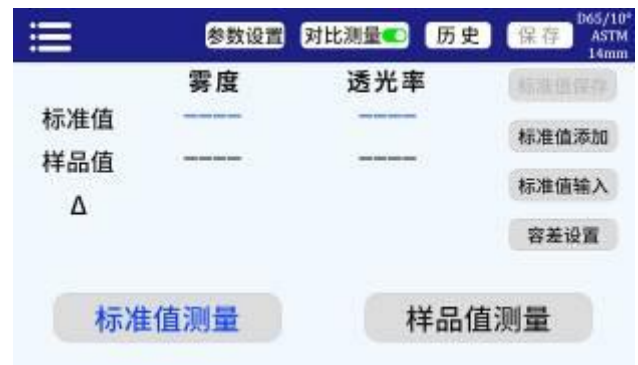 参数设置 对比测量 历史 保存 D65/10°
ASTM
14mm
雾度 透光率
标准值保存
标准值 ---- ----
标准值添加
样品值 ---- ----
标准值输入
Δ
容差设置
标准值测量 样品值测量